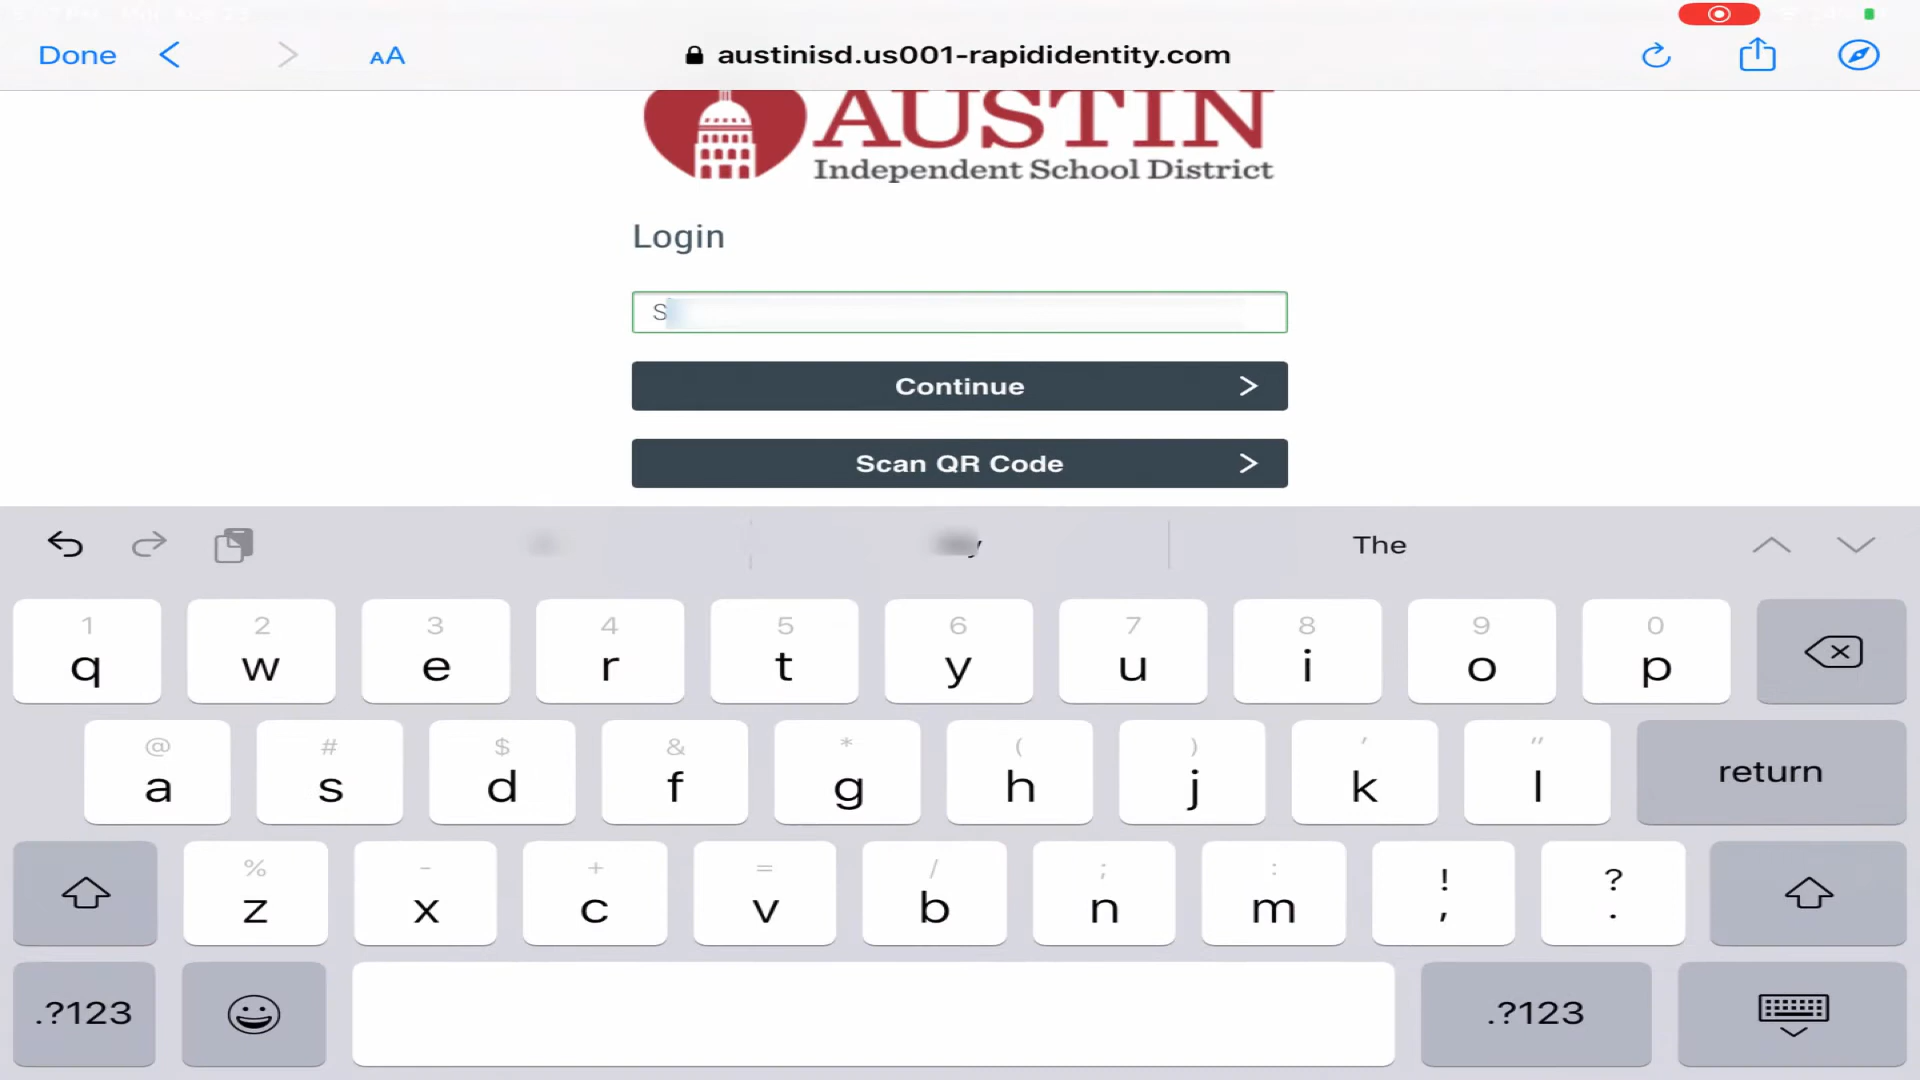 Done AA austinisd.us001-rapididentity.com
AUSTIN
Independent School District
Login
S
Continue
Scan QR Code
The
1 2 3 4 5 6 7 8 9 0
q w e r t y u i o p
@ # $ & * ( ) ' "
a s d f g h j k l return
% - + = / ; : ! ?
z x c v b n m , .
.?123 .?123